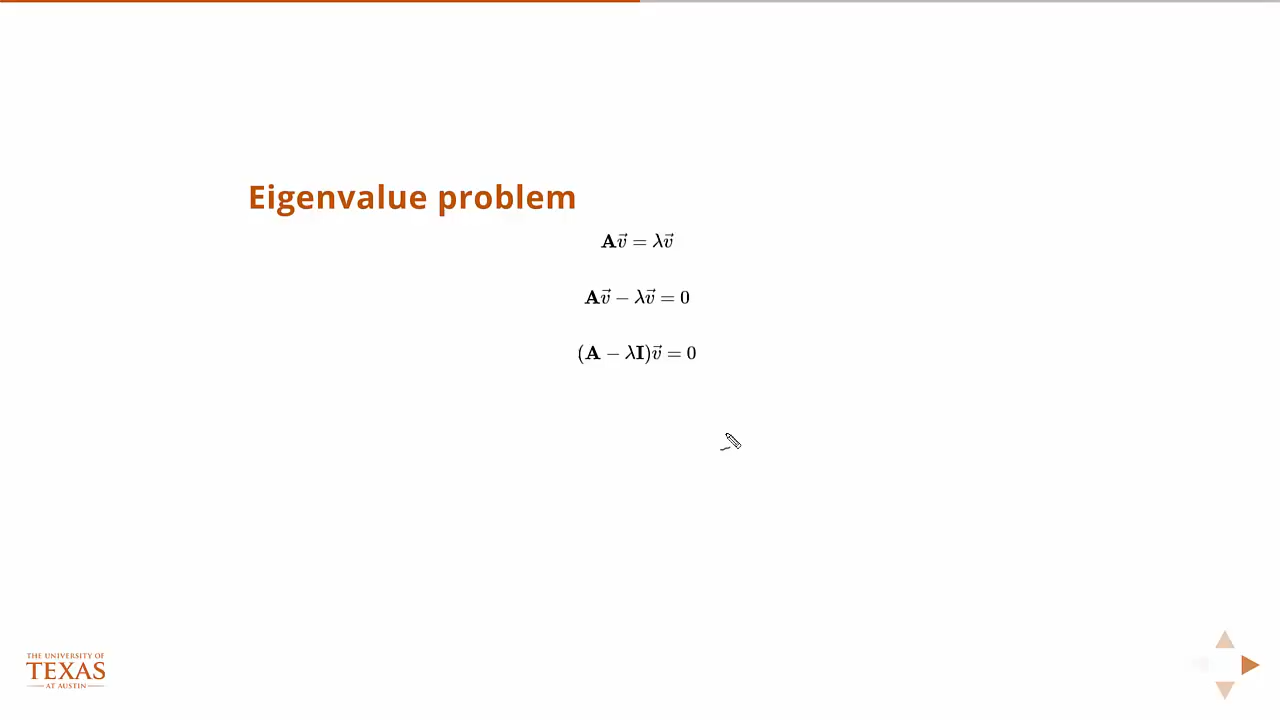 Eigenvalue problem
𝐀v⃗ = λv⃗
𝐀v⃗ − λv⃗ = 0
(𝐀 − λ𝐈)v⃗ = 0
THE UNIVERSITY OF
TEXAS
AT AUSTIN